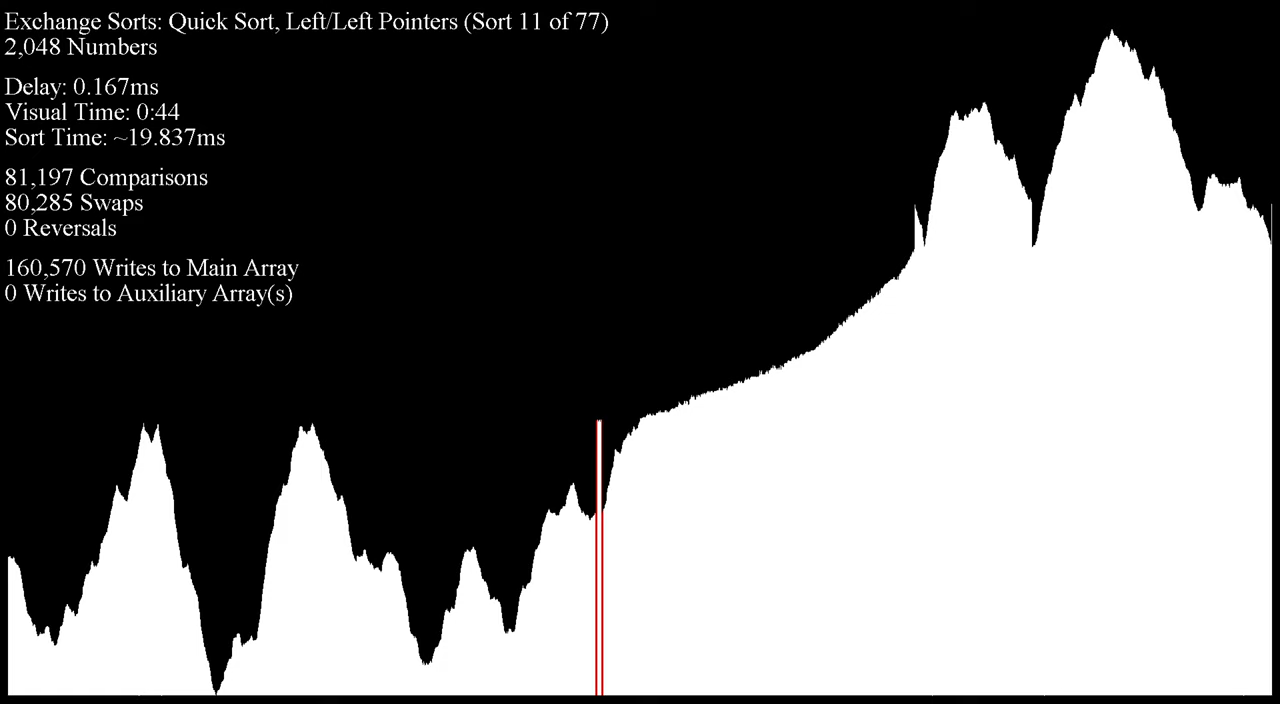 Exchange Sorts: Quick Sort, Left/Left Pointers (Sort 11 of 77)
2,048 Numbers
Delay: 0.167ms
Visual Time: 0:44
Sort Time: ~19.837ms
81,197 Comparisons
80,285 Swaps
0 Reversals
160,570 Writes to Main Array
0 Writes to Auxiliary Array(s)